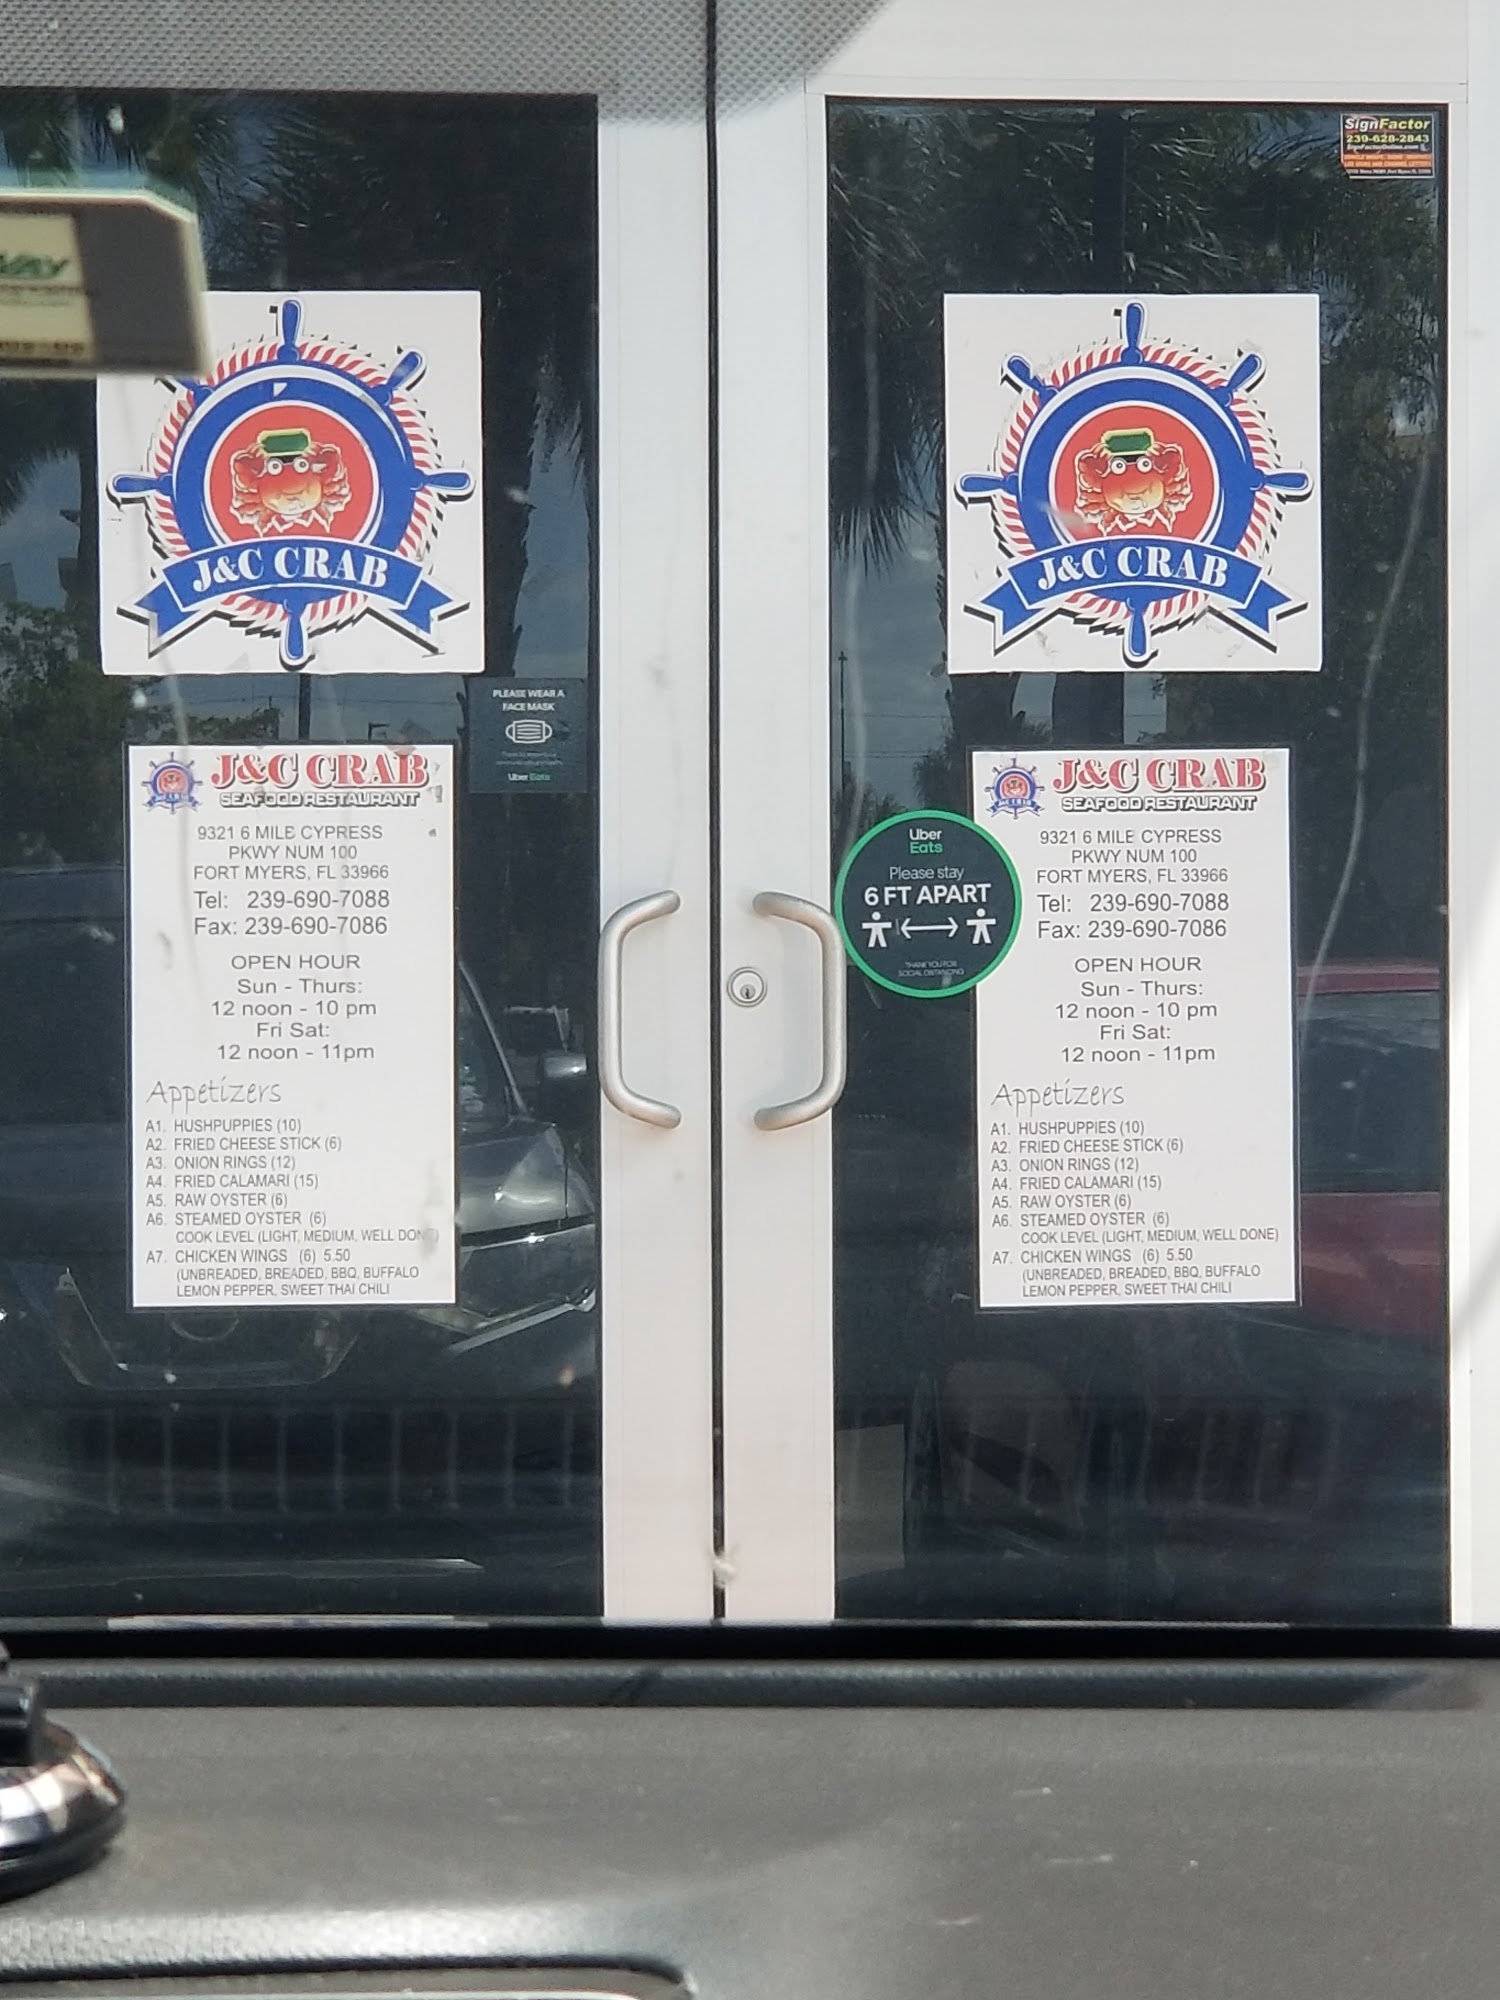 SignFactor
239-628-2843
SignFactorOnline.com
J&C CRAB
J&C CRAB
PLEASE WEAR A
FACE MASK
Uber Eats
J&C CRAB
SEAFOOD RESTAURANT
9321 6 MILE CYPRESS
PKWY NUM 100
FORT MYERS, FL 33966
Tel: 239-690-7088
Fax: 239-690-7086
OPEN HOUR
Sun - Thurs:
12 noon - 10 pm
Fri Sat:
12 noon - 11pm
Appetizers
A1. HUSHPUPPIES (10)
A2. FRIED CHEESE STICK (6)
A3. ONION RINGS (12)
A4. FRIED CALAMARI (15)
A5. RAW OYSTER (6)
A6. STEAMED OYSTER (6)
COOK LEVEL (LIGHT, MEDIUM, WELL DONE)
A7. CHICKEN WINGS (6) 5.50
(UNBREADED, BREADED, BBQ, BUFFALO
LEMON PEPPER, SWEET THAI CHILI
Uber
Eats
Please stay
6 FT APART
THANK YOU FOR
SOCIAL DISTANCING
J&C CRAB
SEAFOOD RESTAURANT
9321 6 MILE CYPRESS
PKWY NUM 100
FORT MYERS, FL 33966
Tel: 239-690-7088
Fax: 239-690-7086
OPEN HOUR
Sun - Thurs:
12 noon - 10 pm
Fri Sat:
12 noon - 11pm
Appetizers
A1. HUSHPUPPIES (10)
A2. FRIED CHEESE STICK (6)
A3. ONION RINGS (12)
A4. FRIED CALAMARI (15)
A5. RAW OYSTER (6)
A6. STEAMED OYSTER (6)
COOK LEVEL (LIGHT, MEDIUM, WELL DONE)
A7. CHICKEN WINGS (6) 5.50
(UNBREADED, BREADED, BBQ, BUFFALO
LEMON PEPPER, SWEET THAI CHILI